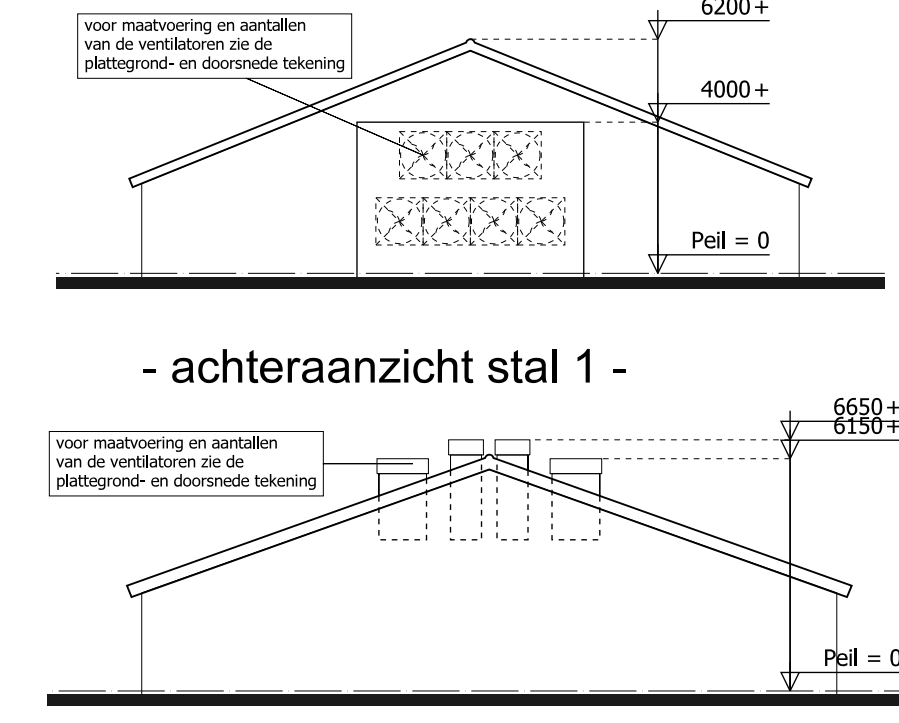 6200+
voor maatvoering en aantallen
van de ventilatoren zie de
plattegrond- en doorsnede tekening
4000+
Peil = 0
- achteraanzicht stal 1 -
6650+
6150+
voor maatvoering en aantallen
van de ventilatoren zie de
plattegrond- en doorsnede tekening
Peil = 0